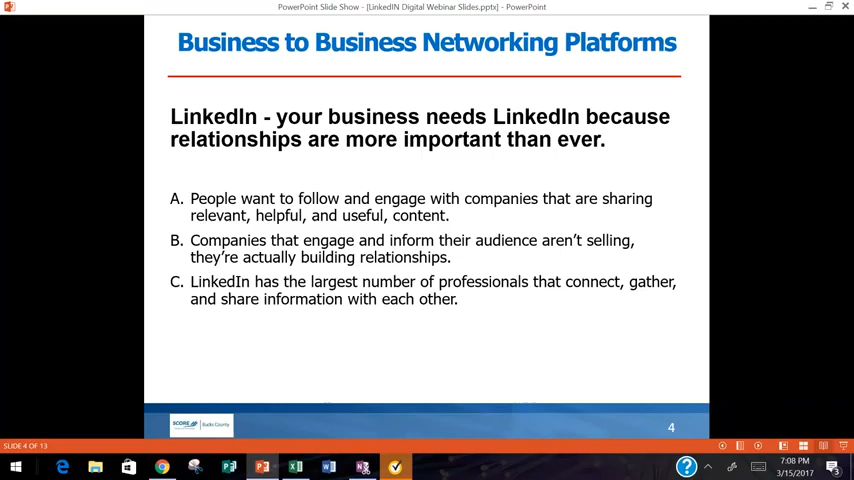 PowerPoint Slide Show - [LinkedIN Digital Webinar Slides.pptx] - PowerPoint
Business to Business Networking Platforms
LinkedIn - your business needs LinkedIn because
relationships are more important than ever.
A. People want to follow and engage with companies that are sharing
relevant, helpful, and useful, content.
B. Companies that engage and inform their audience aren't selling,
they're actually building relationships.
C. LinkedIn has the largest number of professionals that connect, gather,
and share information with each other.
SCORE
Bucks County
4
SLIDE 4 OF 13
7:08 PM
3/15/2017
3